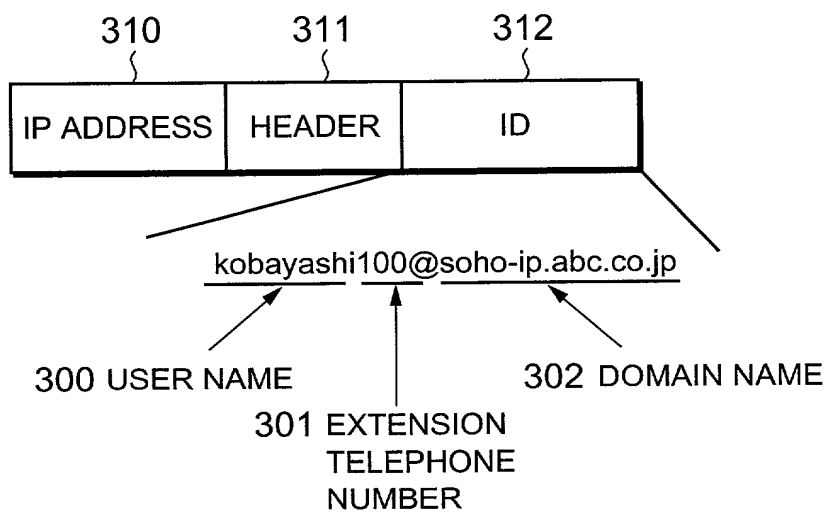 310 311 312
IP ADDRESS HEADER ID
kobayashi100@soho-ip.abc.co.jp
300 USER NAME
302 DOMAIN NAME
301 EXTENSION
TELEPHONE
NUMBER